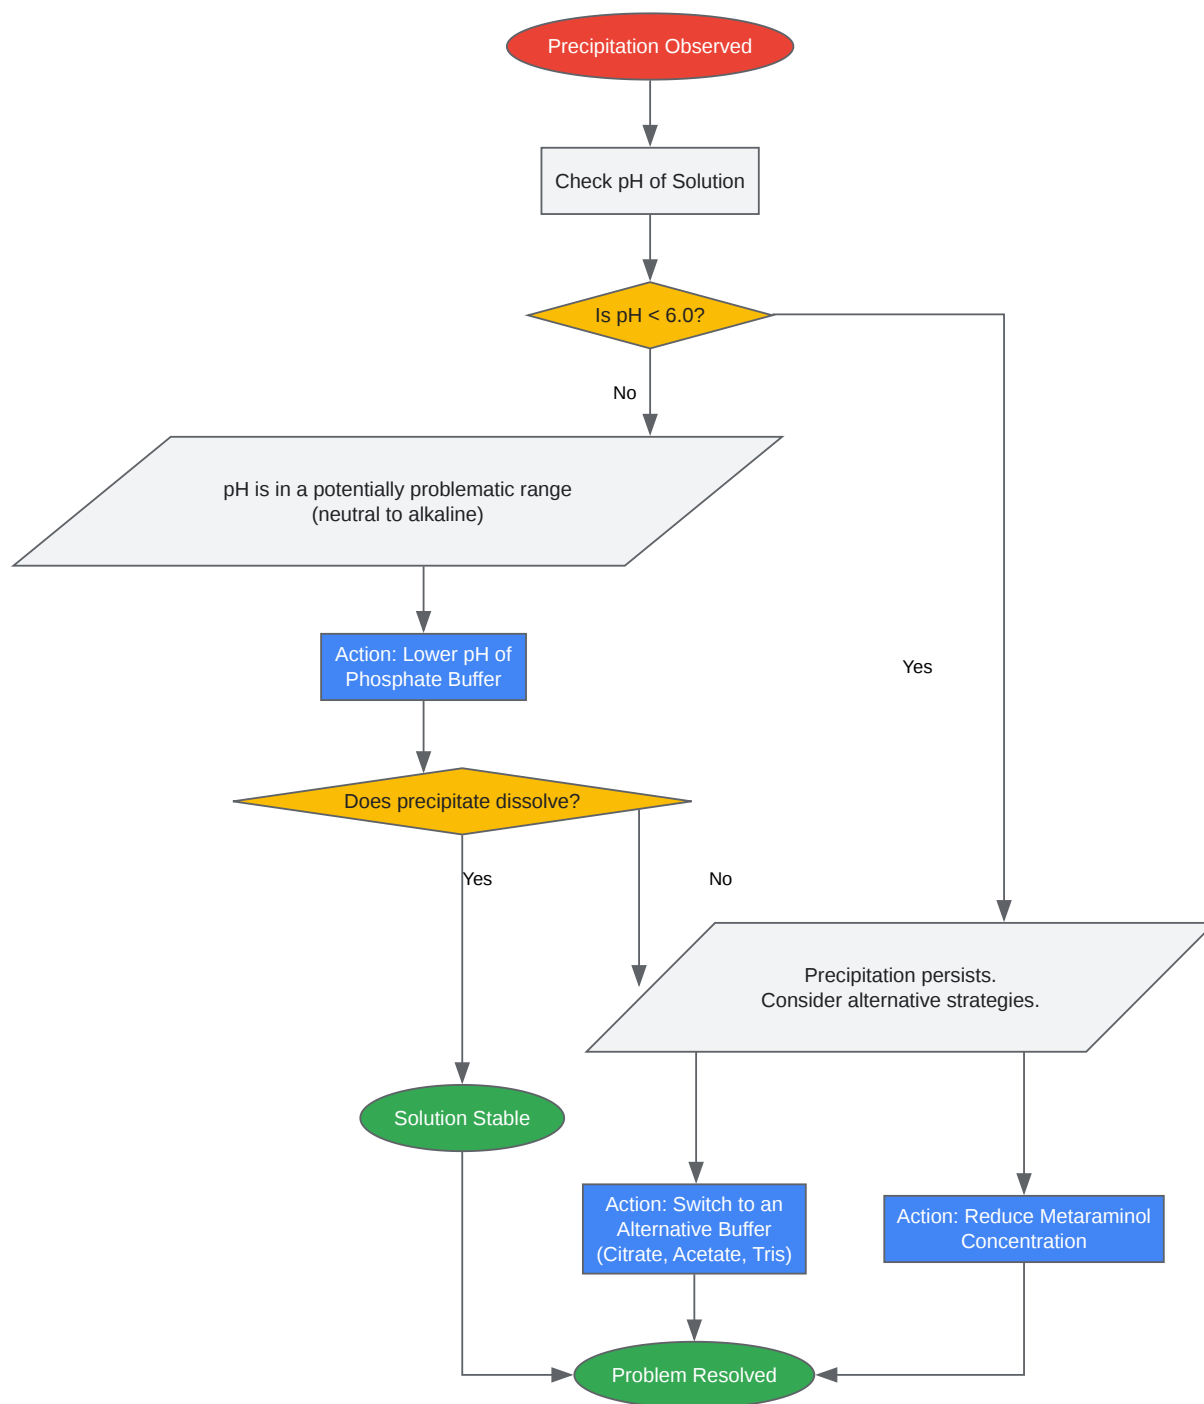 Precipitation Observed
Check pH of Solution
Is pH < 6.0?
No
pH is in a potentially problematic range
(neutral to alkaline)
Action: Lower pH of
Phosphate Buffer
Yes
Does precipitate dissolve?
Yes
No
Precipitation persists.
Consider alternative strategies.
Solution Stable
Action: Switch to an
Alternative Buffer
(Citrate, Acetate, Tris)
Action: Reduce Metaraminol
Concentration
Problem Resolved